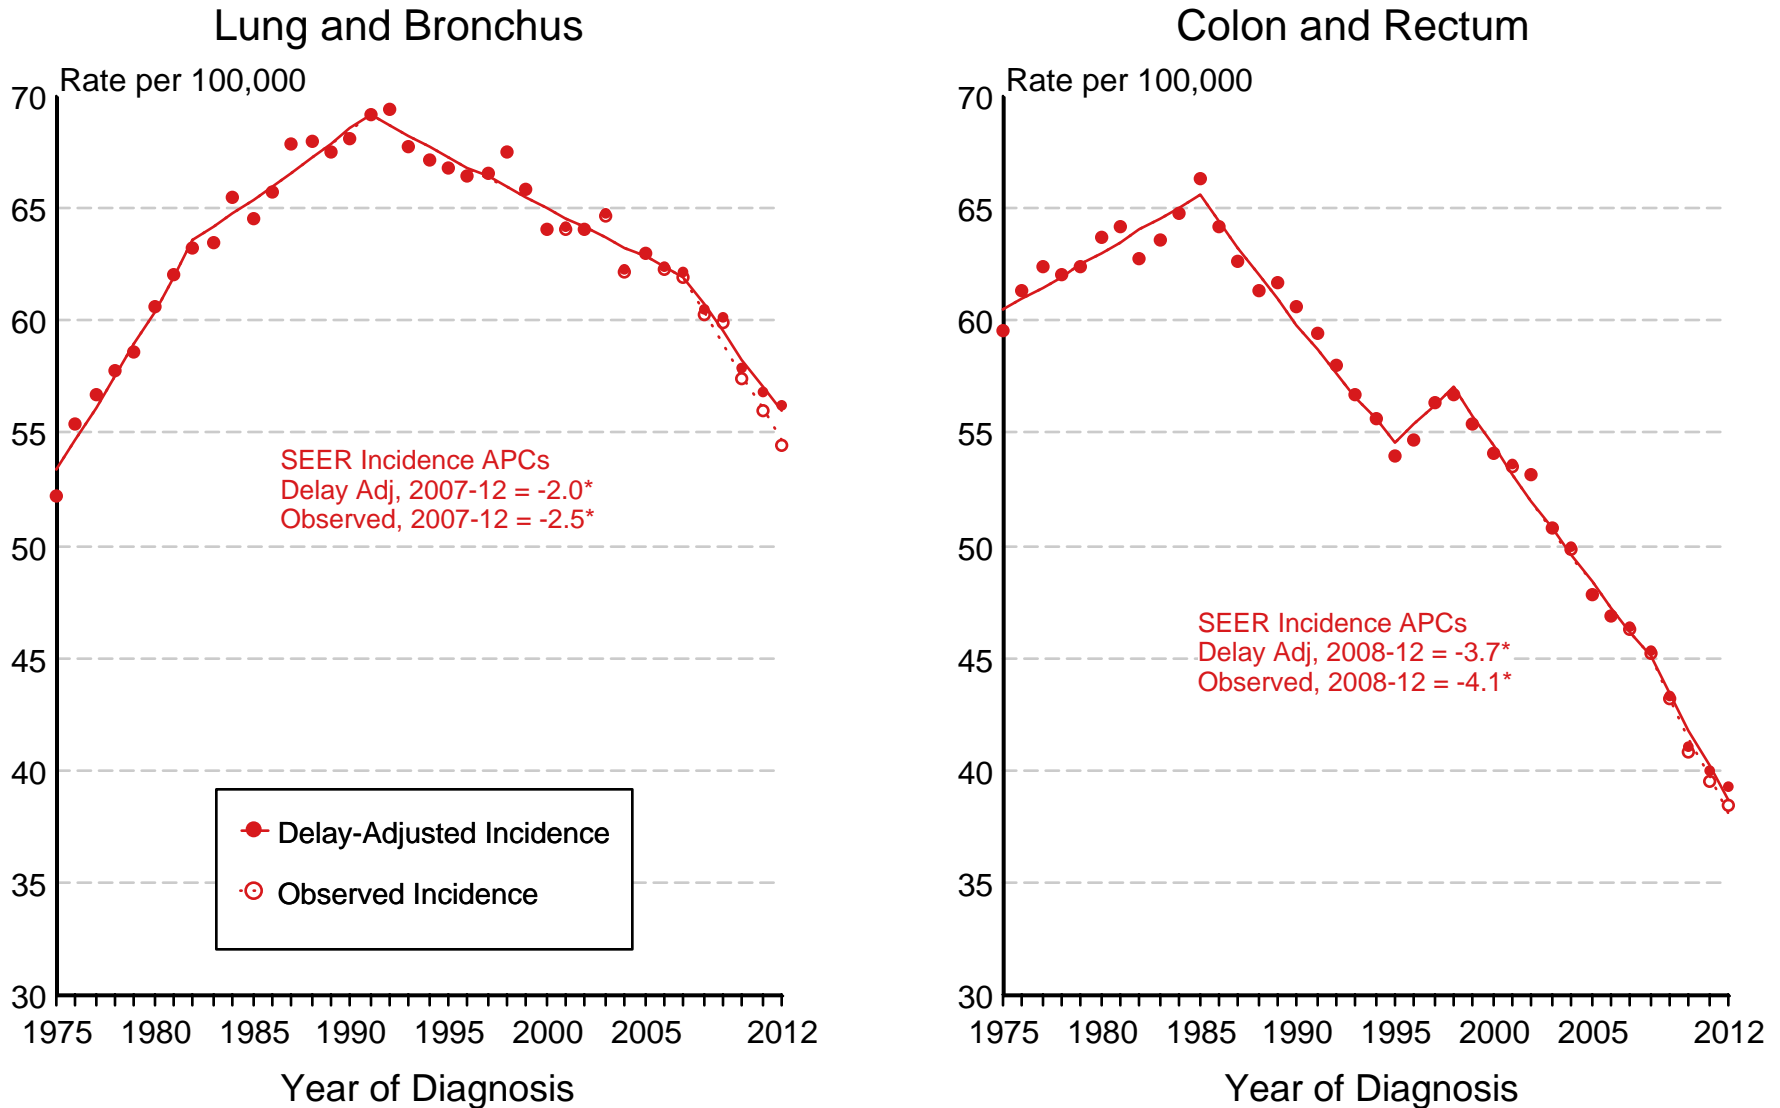 Lung and Bronchus
Rate per 100,000
70
65
60
55
50
45
40
35
30
SEER Incidence APCs
Delay Adj, 2007-12 = -2.0*
Observed, 2007-12 = -2.5*
Delay-Adjusted Incidence
Observed Incidence
1975 1980 1985 1990 1995 2000 2005 2012
Year of Diagnosis
Colon and Rectum
Rate per 100,000
70
65
60
55
50
45
40
35
30
SEER Incidence APCs
Delay Adj, 2008-12 = -3.7*
Observed, 2008-12 = -4.1*
1975 1980 1985 1990 1995 2000 2005 2012
Year of Diagnosis